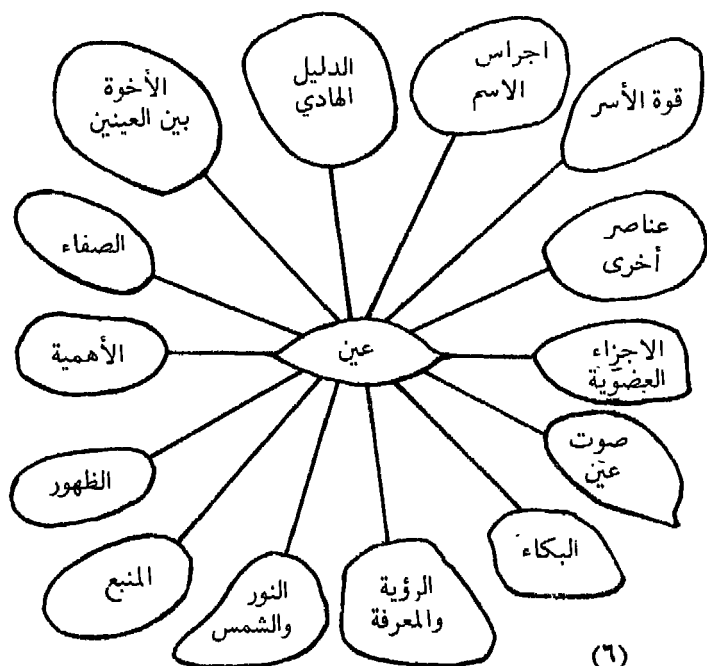 اجراس
الاسم
قوة الأسر
الدليل
الهادي
الأخوة
بين العينين
عناصر
أخرى
الصفاء
عين
الاجزاء
العضوية
الأهمية
صوت
عين
الظهور
البكاء
المنبع
النور
والشمس
الرؤية
والمعرفة
(٦)